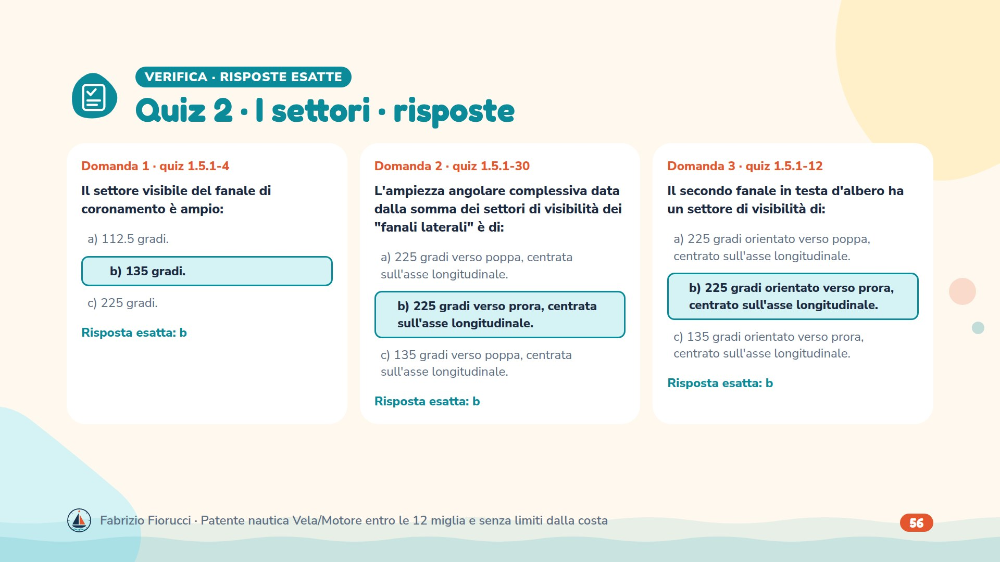 VERIFICA · RISPOSTE ESATTE
Quiz 2 · I settori · risposte
Domanda 1 · quiz 1.5.1-4
Il settore visibile del fanale di
coronamento è ampio:
a) 112.5 gradi.
b) 135 gradi.
c) 225 gradi.
Risposta esatta: b
Domanda 2 · quiz 1.5.1-30
L'ampiezza angolare complessiva data
dalla somma dei settori di visibilità dei
"fanali laterali" è di:
a) 225 gradi verso poppa, centrata
sull'asse longitudinale.
b) 225 gradi verso prora, centrata
sull'asse longitudinale.
c) 135 gradi verso poppa, centrata
sull'asse longitudinale.
Risposta esatta: b
Domanda 3 · quiz 1.5.1-12
Il secondo fanale in testa d'albero ha
un settore di visibilità di:
a) 225 gradi orientato verso poppa,
centrato sull'asse longitudinale.
b) 225 gradi orientato verso prora,
centrato sull'asse longitudinale.
c) 135 gradi orientato verso prora,
centrato sull'asse longitudinale.
Risposta esatta: b
Fabrizio Fiorucci · Patente nautica Vela/Motore entro le 12 miglia e senza limiti dalla costa
56